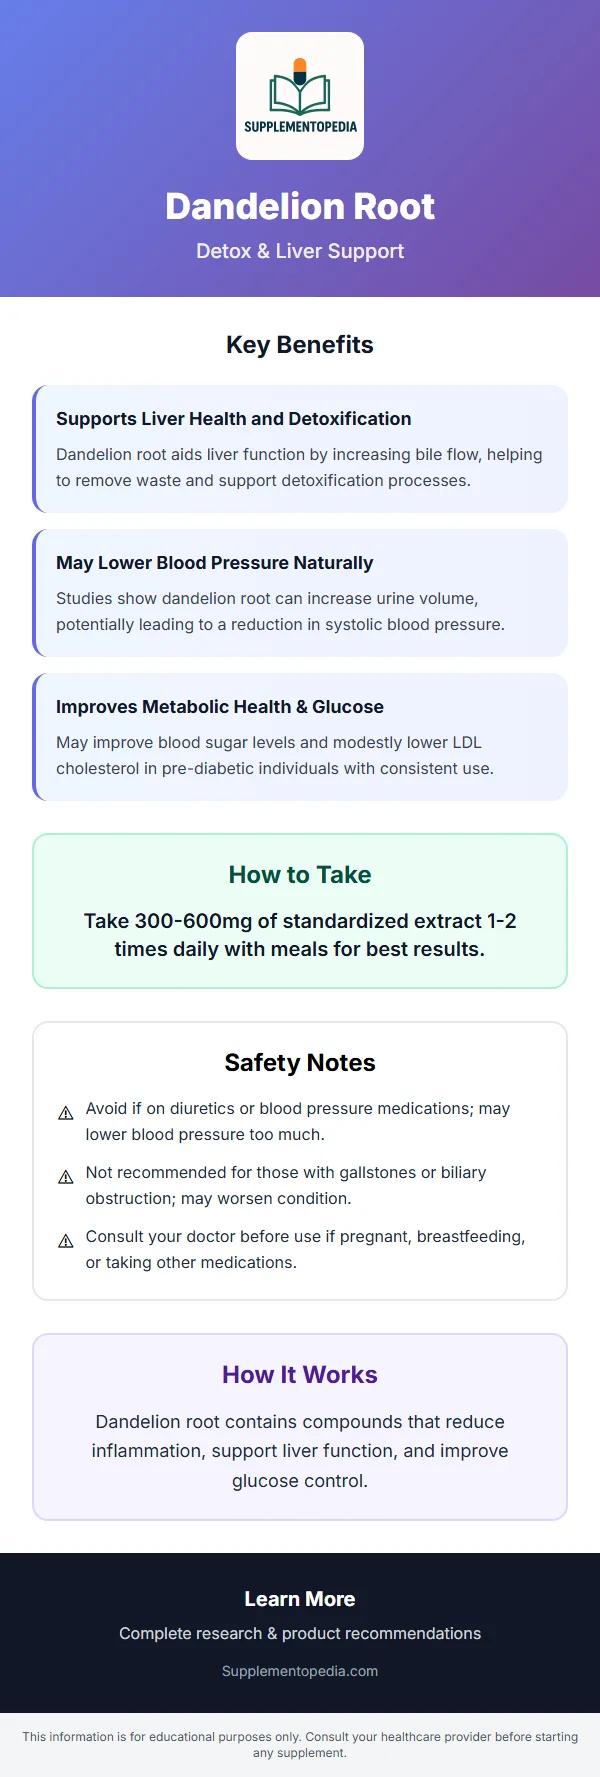 SUPPLEMENTOPEDIA
Dandelion Root
Detox & Liver Support
Key Benefits
Supports Liver Health and Detoxification
Dandelion root aids liver function by increasing bile flow, helping
to remove waste and support detoxification processes.
May Lower Blood Pressure Naturally
Studies show dandelion root can increase urine volume,
potentially leading to a reduction in systolic blood pressure.
Improves Metabolic Health & Glucose
May improve blood sugar levels and modestly lower LDL
cholesterol in pre-diabetic individuals with consistent use.
How to Take
Take 300-600mg of standardized extract 1-2
times daily with meals for best results.
Safety Notes
Avoid if on diuretics or blood pressure medications; may
lower blood pressure too much.
Not recommended for those with gallstones or biliary
obstruction; may worsen condition.
Consult your doctor before use if pregnant, breastfeeding,
or taking other medications.
How It Works
Dandelion root contains compounds that reduce
inflammation, support liver function, and improve
glucose control.
Learn More
Complete research & product recommendations
Supplementopedia.com
This information is for educational purposes only. Consult your healthcare provider before starting
any supplement.